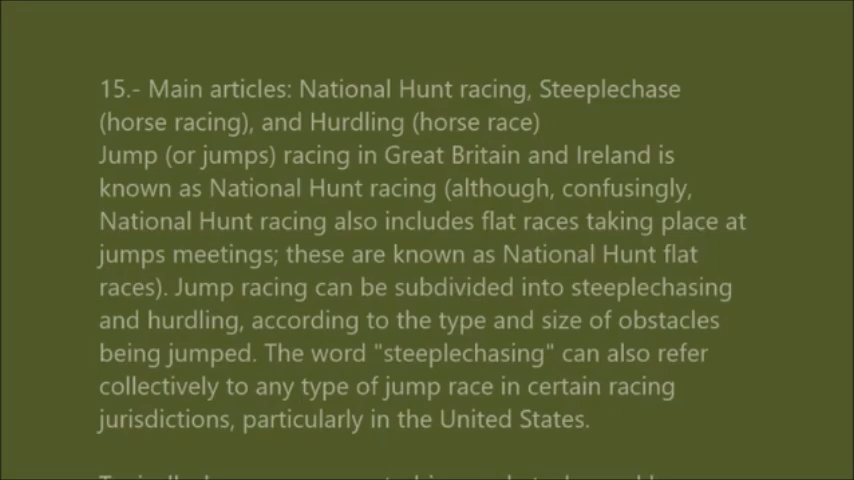 15.- Main articles: National Hunt racing, Steeplechase
(horse racing), and Hurdling (horse race)
Jump (or jumps) racing in Great Britain and Ireland is
known as National Hunt racing (although, confusingly,
National Hunt racing also includes flat races taking place at
jumps meetings; these are known as National Hunt flat
races). Jump racing can be subdivided into steeplechasing
and hurdling, according to the type and size of obstacles
being jumped. The word "steeplechasing" can also refer
collectively to any type of jump race in certain racing
jurisdictions, particularly in the United States.